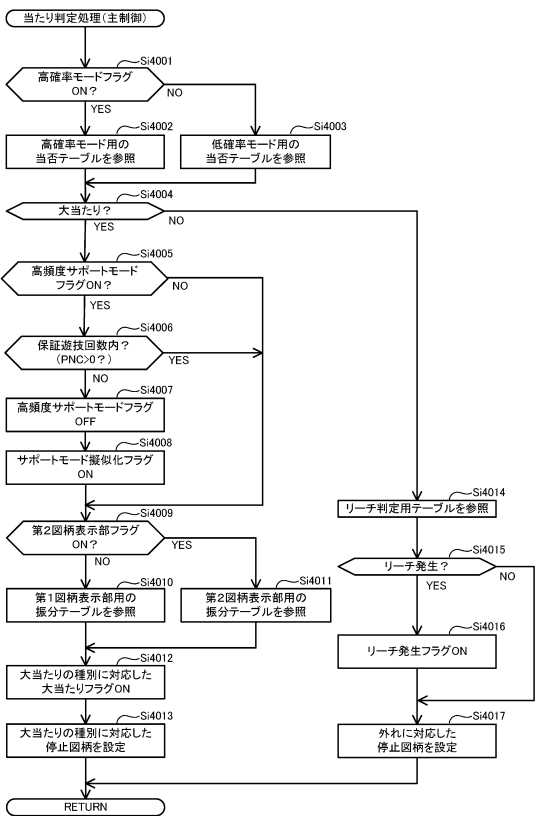 当たり判定処理(主制御)
Si4001
高確率モードフラグ
ON？
NO
YES
Si4002
高確率モード用の
当否テーブルを参照
Si4003
低確率モード用の
当否テーブルを参照
Si4004
大当たり？
NO
YES
Si4005
高頻度サポートモード
フラグON？
NO
YES
Si4006
保証遊技回数内？
(PNC>0？)
YES
NO
Si4007
高頻度サポートモードフラグ
OFF
Si4008
サポートモード擬似化フラグ
ON
Si4009
第2図柄表示部フラグ
ON？
YES
NO
Si4010
第1図柄表示部用の
振分テーブルを参照
Si4011
第2図柄表示部用の
振分テーブルを参照
Si4012
大当たりの種別に対応した
大当たりフラグON
Si4013
大当たりの種別に対応した
停止図柄を設定
Si4014
リーチ判定用テーブルを参照
Si4015
リーチ発生？
NO
YES
Si4016
リーチ発生フラグON
Si4017
外れに対応した
停止図柄を設定
RETURN